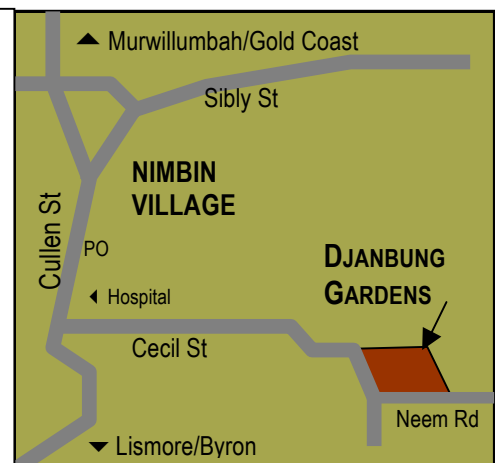 ▲ Murwillumbah/Gold Coast
Sibly St
NIMBIN
VILLAGE
Cullen St
PO
◄ Hospital
DJANBUNG
GARDENS
Cecil St
Neem Rd
▼ Lismore/Byron